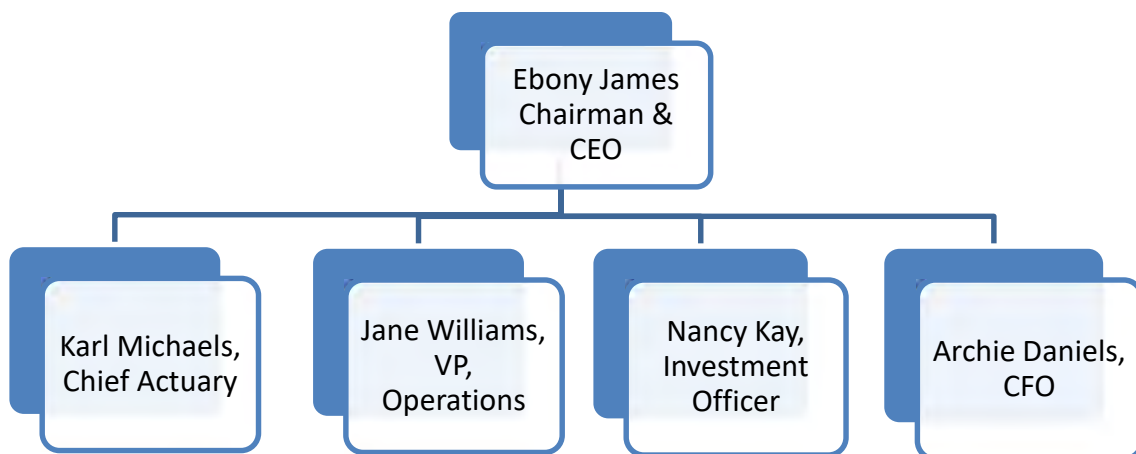 Ebony James
Chairman &
CEO
Karl Michaels,
Chief Actuary
Jane Williams,
VP,
Operations
Nancy Kay,
Investment
Officer
Archie Daniels,
CFO